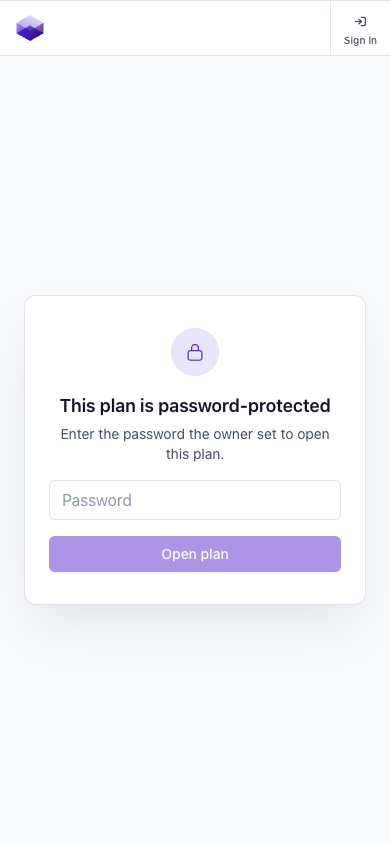 Sign in
This plan is password-protected
Enter the password the owner set to open
this plan.
Password
Open plan